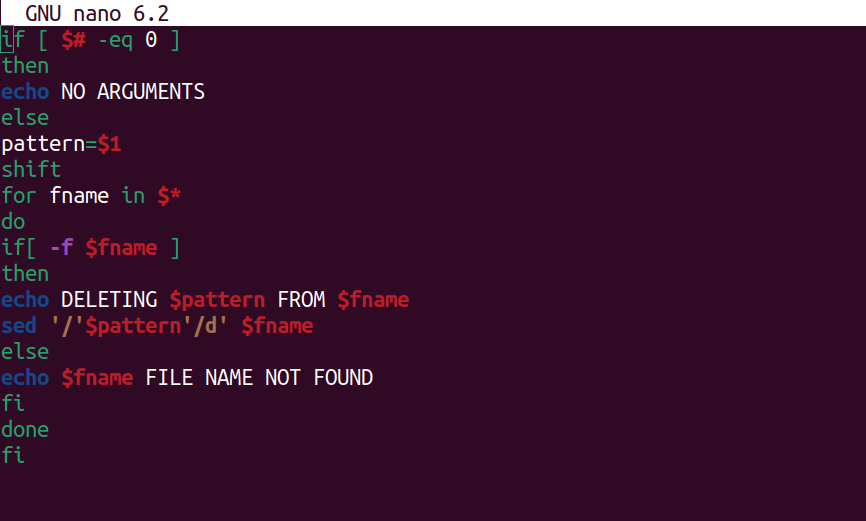 GNU nano 6.2
if [ $# -eq 0 ]
then
echo NO ARGUMENTS
else
pattern=$1
shift
for fname in $*
do
if[ -f $fname ]
then
echo DELETING $pattern FROM $fname
sed '/'$pattern'/d' $fname
else
echo $fname FILE NAME NOT FOUND
fi
done
fi